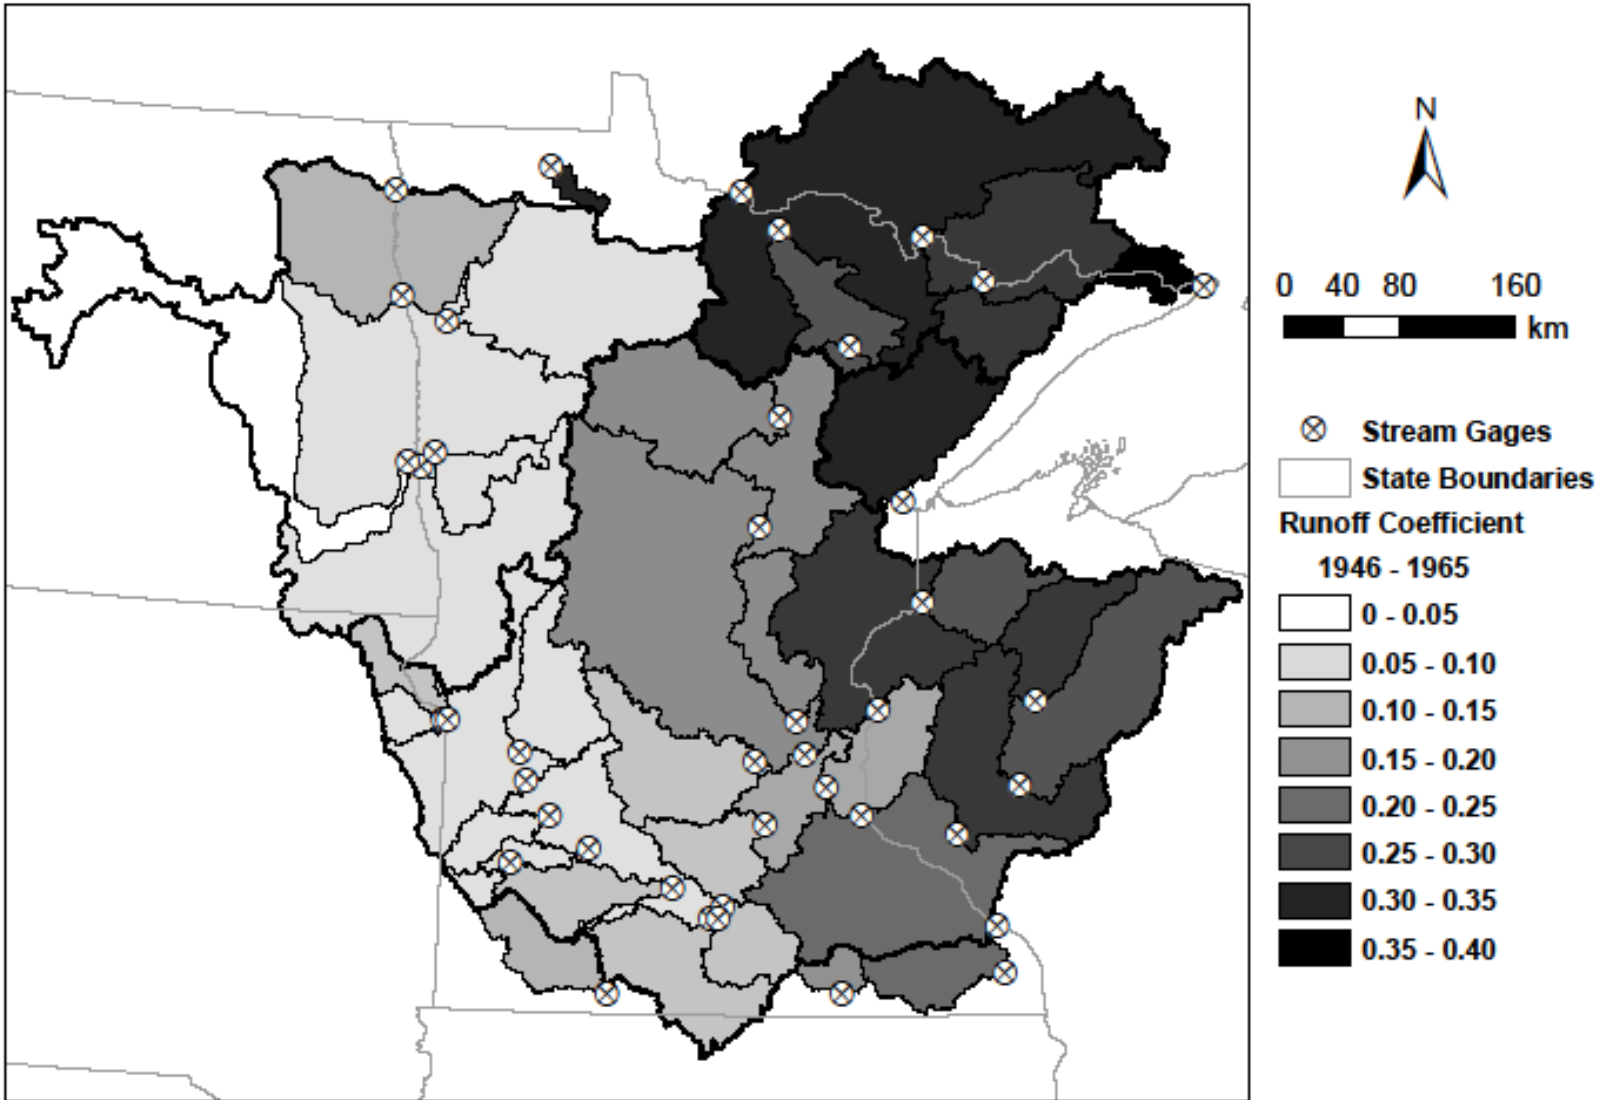 N
0 40 80 160
km
Stream Gages
State Boundaries
Runoff Coefficient
1946 - 1965
0 - 0.05
0.05 - 0.10
0.10 - 0.15
0.15 - 0.20
0.20 - 0.25
0.25 - 0.30
0.30 - 0.35
0.35 - 0.40